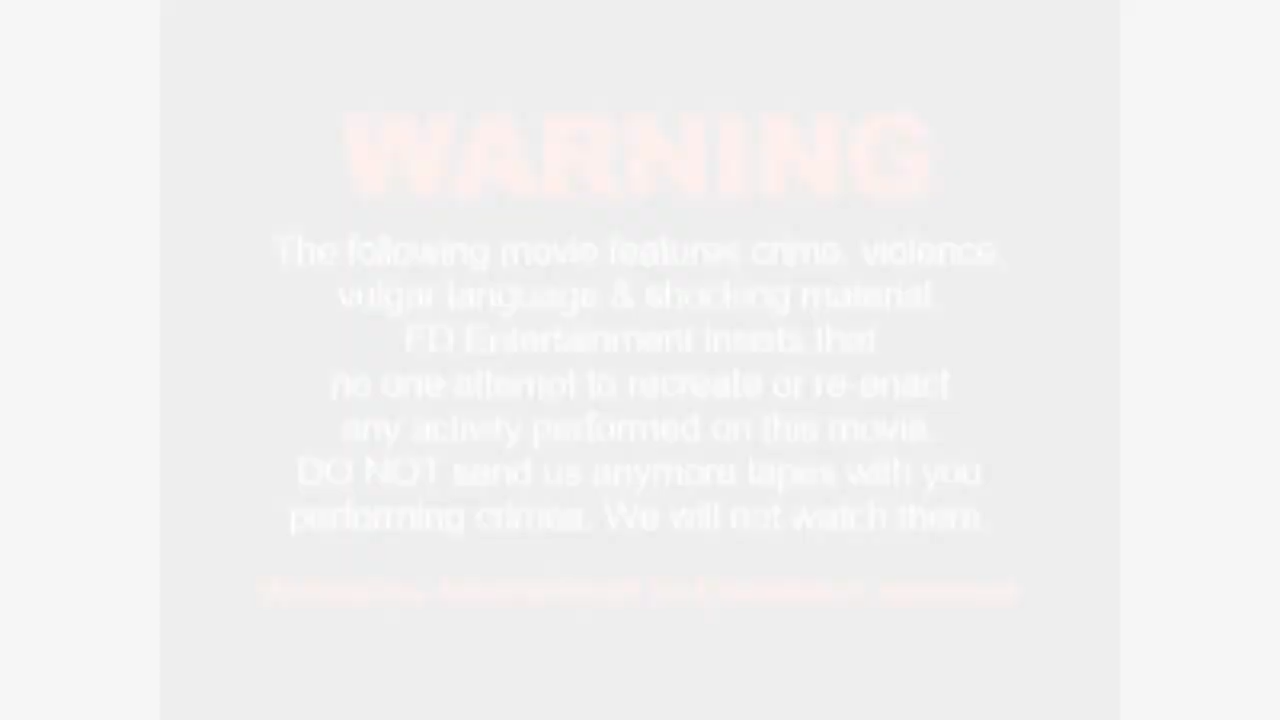 WARNING
The following movie features crime, violence,
vulgar language & shocking material.
FD Entertainment insists that
no one attempt to recreate or re-enact
any activity performed on this movie.
DO NOT send us anymore tapes with you
performing crimes. We will not watch them.